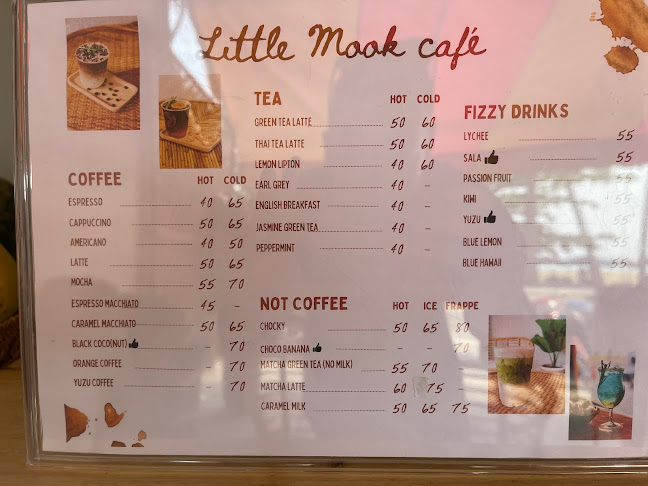 Little Mook café
TEA HOT COLD
GREEN TEA LATTE 50 60
THAI TEA LATTE 50 60
LEMON LIPTON 40 60
EARL GREY 40 -
ENGLISH BREAKFAST 40 -
JASMINE GREEN TEA 40 -
PEPPERMINT 40 -
FIZZY DRINKS
LYCHEE 55
SALA 55
PASSION FRUIT 55
KIWI 55
YUZU 55
BLUE LEMON 55
BLUE HAWAII 55
COFFEE HOT COLD
ESPRESSO 40 65
CAPPUCCINO 50 65
AMERICANO 40 50
LATTE 50 65
MOCHA 55 70
ESPRESSO MACCHIATO 45 -
CARAMEL MACCHIATO 50 65
BLACK COCO(NUT) - 70
ORANGE COFFEE - 70
YUZU COFFEE - 70
NOT COFFEE HOT ICE FRAPPE
CHOCKY 50 65 80
CHOCO BANANA - - 70
MATCHA GREEN TEA (NO MILK) 55 70 -
MATCHA LATTE 60 75
CARAMEL MILK 50 65 75